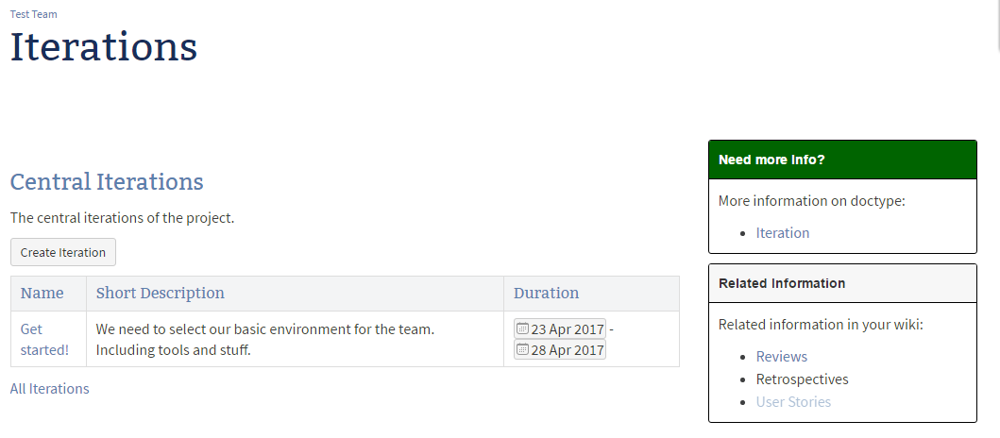 Test Team
Iterations
Central Iterations
The central iterations of the project.
Create Iteration
Name Short Description Duration
Get We need to select our basic environment for the team. 23 Apr 2017 -
started! Including tools and stuff. 28 Apr 2017
All Iterations
Need more Info?
More information on doctype:
Iteration
Related Information
Related information in your wiki:
Reviews
Retrospectives
User Stories